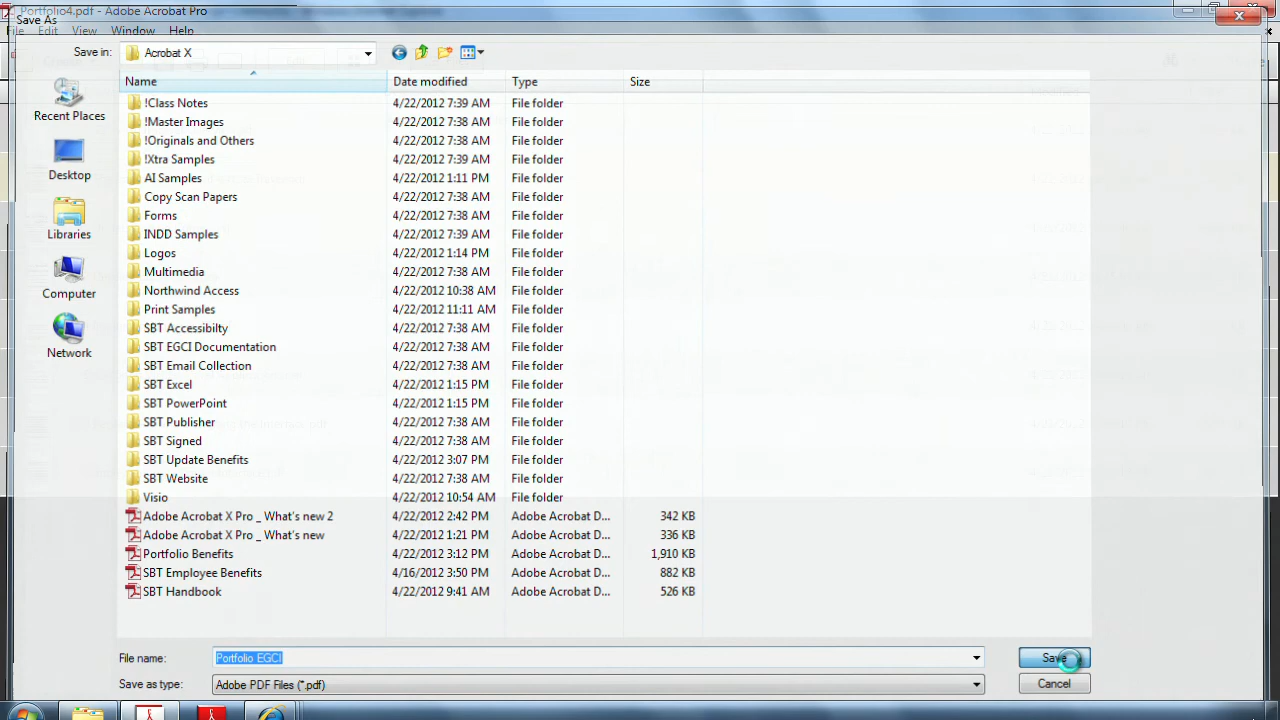 Portfolio4.pdf - Adobe Acrobat Pro
Save As
File Edit View Window Help
Save in: Acrobat X
Name Date modified Type Size
!Class Notes 4/22/2012 7:39 AM File folder
!Master Images 4/22/2012 7:38 AM File folder
!Originals and Others 4/22/2012 7:38 AM File folder
!Xtra Samples 4/22/2012 7:39 AM File folder
AI Samples 4/22/2012 1:11 PM File folder
Copy Scan Papers 4/22/2012 7:38 AM File folder
Forms 4/22/2012 7:38 AM File folder
INDD Samples 4/22/2012 7:39 AM File folder
Logos 4/22/2012 1:14 PM File folder
Multimedia 4/22/2012 7:38 AM File folder
Northwind Access 4/22/2012 10:38 AM File folder
Print Samples 4/22/2012 11:11 AM File folder
SBT Accessibilty 4/22/2012 7:38 AM File folder
SBT EGCI Documentation 4/22/2012 7:38 AM File folder
SBT Email Collection 4/22/2012 7:38 AM File folder
SBT Excel 4/22/2012 1:15 PM File folder
SBT PowerPoint 4/22/2012 1:15 PM File folder
SBT Publisher 4/22/2012 7:38 AM File folder
SBT Signed 4/22/2012 7:38 AM File folder
SBT Update Benefits 4/22/2012 3:07 PM File folder
SBT Website 4/22/2012 7:38 AM File folder
Visio 4/22/2012 10:54 AM File folder
Adobe Acrobat X Pro _ What's new 2 4/22/2012 2:42 PM Adobe Acrobat D... 342 KB
Adobe Acrobat X Pro _ What's new 4/22/2012 1:21 PM Adobe Acrobat D... 336 KB
Portfolio Benefits 4/22/2012 3:12 PM Adobe Acrobat D... 1,910 KB
SBT Employee Benefits 4/16/2012 3:50 PM Adobe Acrobat D... 882 KB
SBT Handbook 4/22/2012 9:41 AM Adobe Acrobat D... 526 KB
Recent Places
Desktop
Libraries
Computer
Network
File name: Portfolio EGCI Save
Save as type: Adobe PDF Files (*.pdf) Cancel